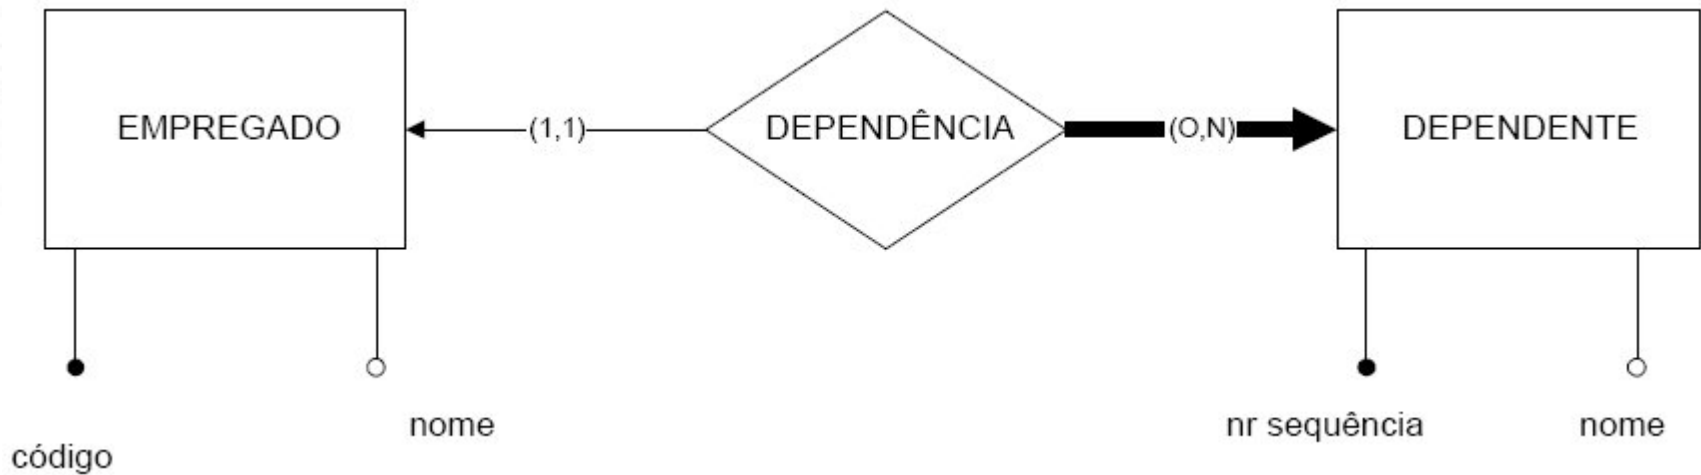 EMPREGADO
(1,1)
DEPENDÊNCIA
(O,N)
DEPENDENTE
código
nome
nr sequência
nome